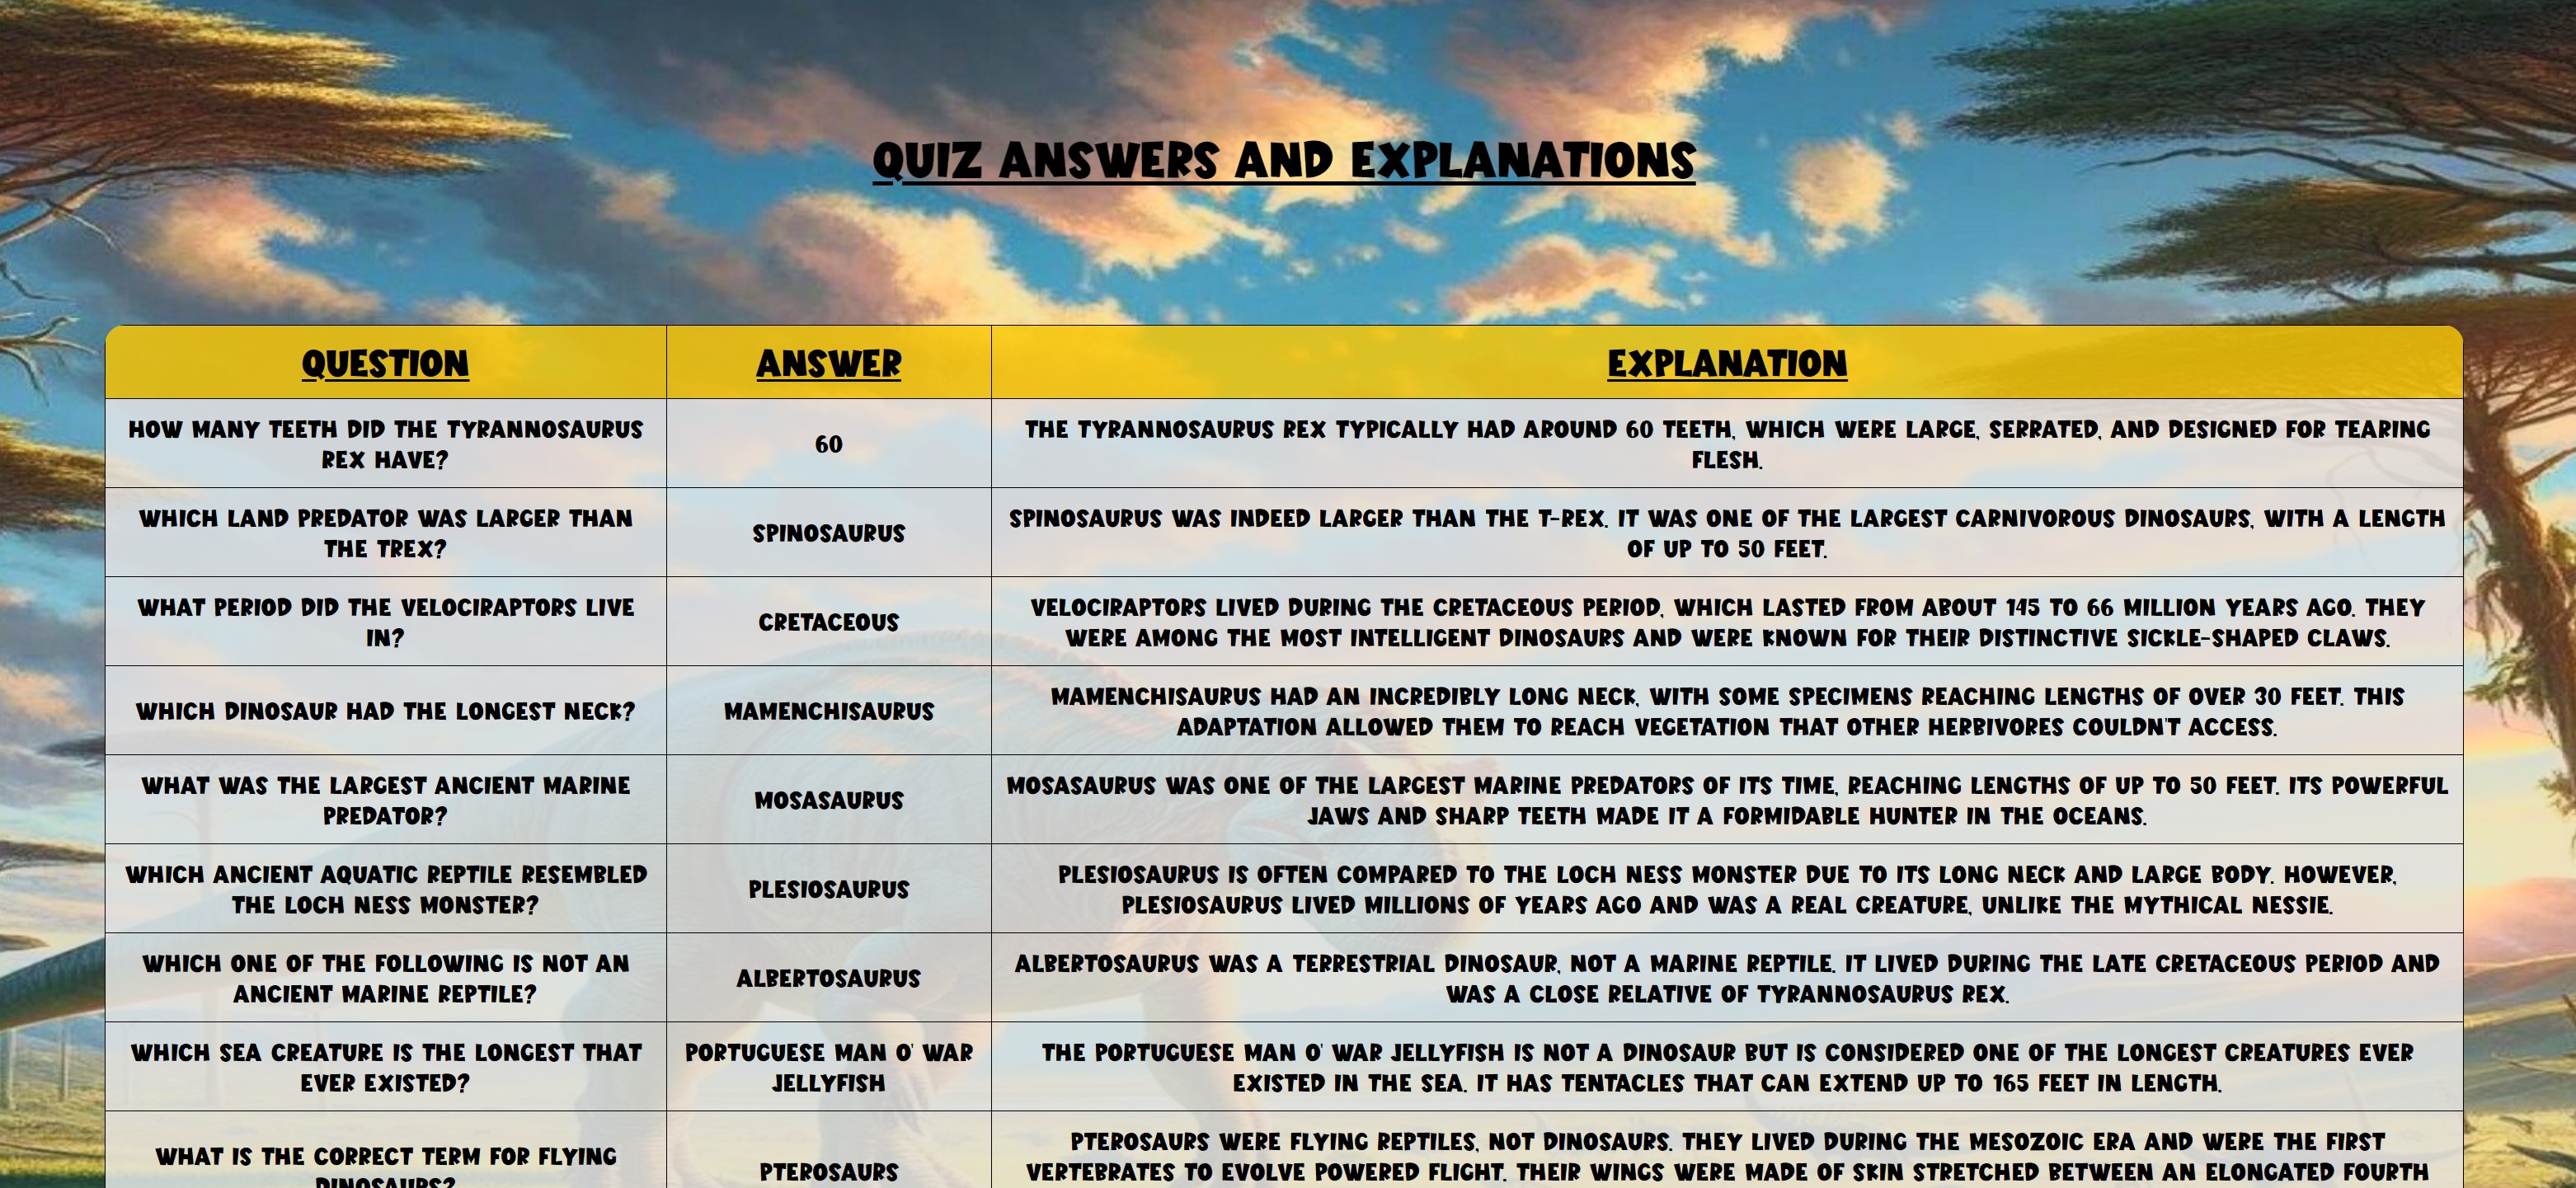 QUIZ ANSWERS AND EXPLANATIONS
QUESTION
ANSWER
EXPLANATION
HOW MANY TEETH DID THE TYRANNOSAURUS
REX HAVE?
60
THE TYRANNOSAURUS REX TYPICALLY HAD AROUND 60 TEETH, WHICH WERE LARGE, SERRATED, AND DESIGNED FOR TEARING
FLESH.
WHICH LAND PREDATOR WAS LARGER THAN
THE TREX?
SPINOSAURUS
SPINOSAURUS WAS INDEED LARGER THAN THE T-REX. IT WAS ONE OF THE LARGEST CARNIVOROUS DINOSAURS, WITH A LENGTH
OF UP TO 50 FEET.
WHAT PERIOD DID THE VELOCIRAPTORS LIVE
IN?
CRETACEOUS
VELOCIRAPTORS LIVED DURING THE CRETACEOUS PERIOD, WHICH LASTED FROM ABOUT 145 TO 66 MILLION YEARS AGO. THEY
WERE AMONG THE MOST INTELLIGENT DINOSAURS AND WERE KNOWN FOR THEIR DISTINCTIVE SICKLE-SHAPED CLAWS.
WHICH DINOSAUR HAD THE LONGEST NECK?
MAMENCHISAURUS
MAMENCHISAURUS HAD AN INCREDIBLY LONG NECK, WITH SOME SPECIMENS REACHING LENGTHS OF OVER 30 FEET. THIS
ADAPTATION ALLOWED THEM TO REACH VEGETATION THAT OTHER HERBIVORES COULDN'T ACCESS.
WHAT WAS THE LARGEST ANCIENT MARINE
PREDATOR?
MOSASAURUS
MOSASAURUS WAS ONE OF THE LARGEST MARINE PREDATORS OF ITS TIME, REACHING LENGTHS OF UP TO 50 FEET. ITS POWERFUL
JAWS AND SHARP TEETH MADE IT A FORMIDABLE HUNTER IN THE OCEANS.
WHICH ANCIENT AQUATIC REPTILE RESEMBLED
THE LOCH NESS MONSTER?
PLESIOSAURUS
PLESIOSAURUS IS OFTEN COMPARED TO THE LOCH NESS MONSTER DUE TO ITS LONG NECK AND LARGE BODY. HOWEVER,
PLESIOSAURUS LIVED MILLIONS OF YEARS AGO AND WAS A REAL CREATURE, UNLIKE THE MYTHICAL NESSIE.
WHICH ONE OF THE FOLLOWING IS NOT AN
ANCIENT MARINE REPTILE?
ALBERTOSAURUS
ALBERTOSAURUS WAS A TERRESTRIAL DINOSAUR, NOT A MARINE REPTILE. IT LIVED DURING THE LATE CRETACEOUS PERIOD AND
WAS A CLOSE RELATIVE OF TYRANNOSAURUS REX.
WHICH SEA CREATURE IS THE LONGEST THAT
EVER EXISTED?
PORTUGUESE MAN O' WAR
JELLYFISH
THE PORTUGUESE MAN O' WAR JELLYFISH IS NOT A DINOSAUR BUT IS CONSIDERED ONE OF THE LONGEST CREATURES EVER
EXISTED IN THE SEA. IT HAS TENTACLES THAT CAN EXTEND UP TO 165 FEET IN LENGTH.
WHAT IS THE CORRECT TERM FOR FLYING
DINOSAURS?
PTEROSAURS
PTEROSAURS WERE FLYING REPTILES, NOT DINOSAURS. THEY LIVED DURING THE MESOZOIC ERA AND WERE THE FIRST
VERTEBRATES TO EVOLVE POWERED FLIGHT. THEIR WINGS WERE MADE OF SKIN STRETCHED BETWEEN AN ELONGATED FOURTH